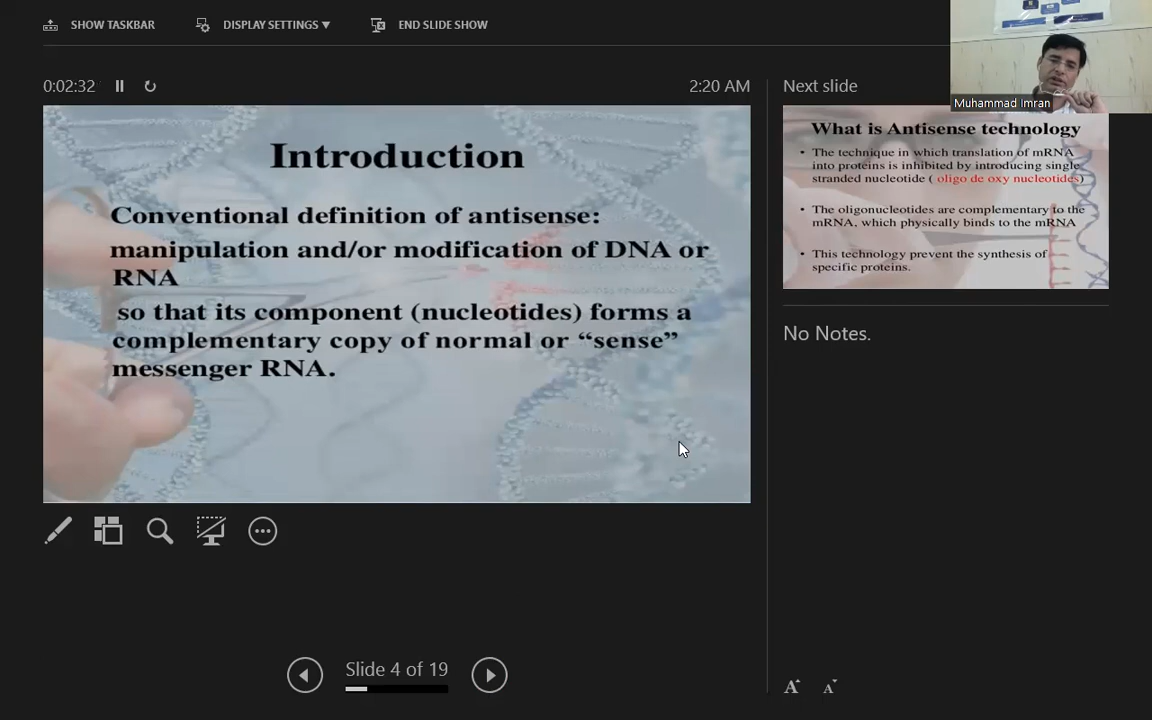 SHOW TASKBAR
DISPLAY SETTINGS ▼
END SLIDE SHOW
0:02:32
2:20 AM
Next slide
Muhammad Imran
Introduction
Conventional definition of antisense:
manipulation and/or modification of DNA or
RNA
so that its component (nucleotides) forms a
complementary copy of normal or “sense”
messenger RNA.
What is Antisense technology
• The technique in which translation of mRNA
into proteins is inhibited by introducing single
stranded nucleotide ( oligo de oxy nucleotides)
• The oligonucleotides are complementary to the
mRNA, which physically binds to the mRNA
• This technology prevent the synthesis of
specific proteins.
No Notes.
Slide 4 of 19
A A